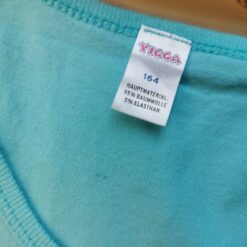 YIGGA
164
HAUPTMATERIAL:
95% BAUMWOLLE
5% ELASTHAN